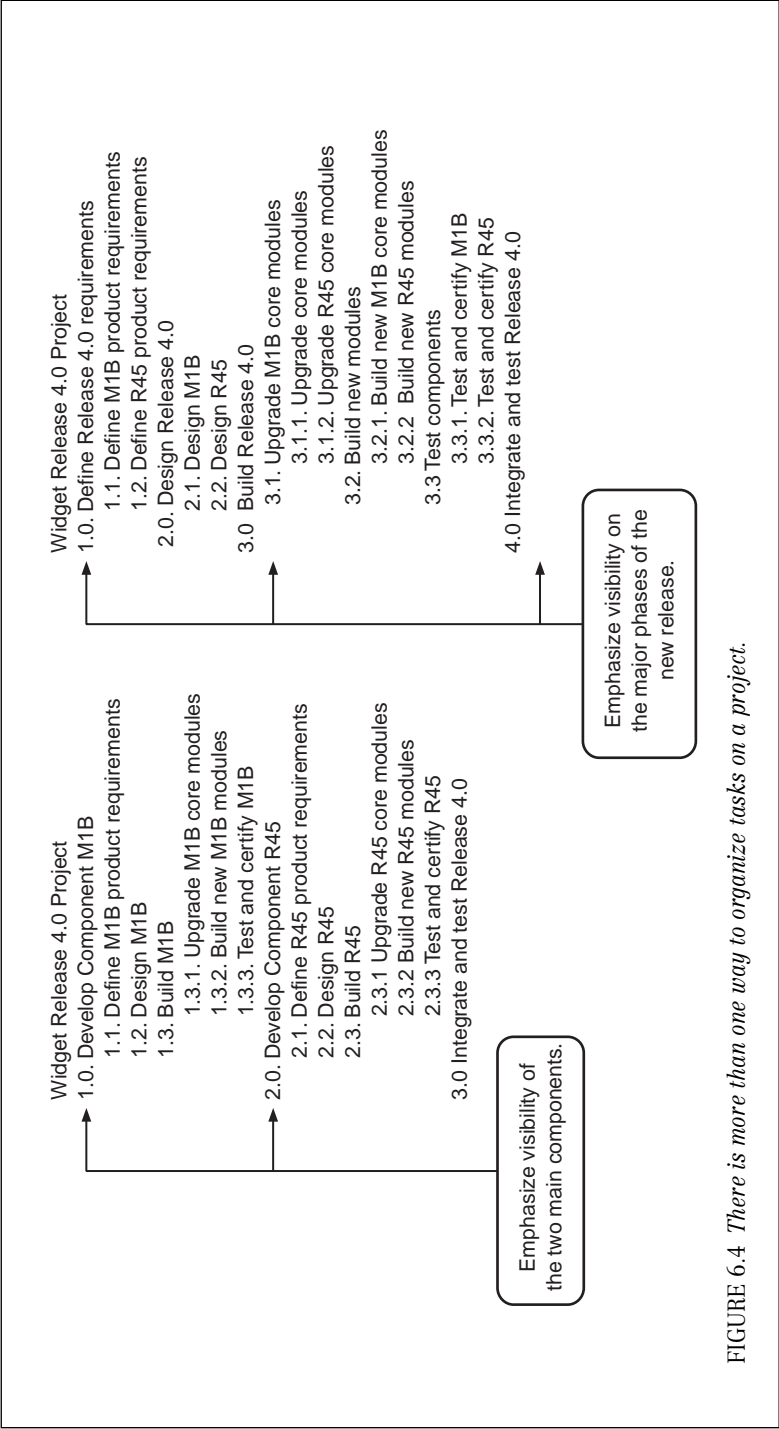 Widget Release 4.0 Project
1.0. Develop Component M1B
1.1. Define M1B product requirements
1.2. Design M1B
1.3. Build M1B
1.3.1. Upgrade M1B core modules
1.3.2. Build new M1B modules
1.3.3. Test and certify M1B
2.0. Develop Component R45
2.1. Define R45 product requirements
2.2. Design R45
2.3. Build R45
2.3.1 Upgrade R45 core modules
2.3.2 Build new R45 modules
2.3.3 Test and certify R45
3.0 Integrate and test Release 4.0
Emphasize visibility of
the two main components.
Widget Release 4.0 Project
1.0. Define Release 4.0 requirements
1.1. Define M1B product requirements
1.2. Define R45 product requirements
2.0. Design Release 4.0
2.1. Design M1B
2.2. Design R45
3.0 Build Release 4.0
3.1. Upgrade M1B core modules
3.1.1. Upgrade core modules
3.1.2. Upgrade R45 core modules
3.2. Build new modules
3.2.1. Build new M1B core modules
3.2.2 Build new R45 modules
3.3 Test components
3.3.1. Test and certify M1B
3.3.2. Test and certify R45
4.0 Integrate and test Release 4.0
Emphasize visibility on
the major phases of the
new release.
FIGURE 6.4 There is more than one way to organize tasks on a project.